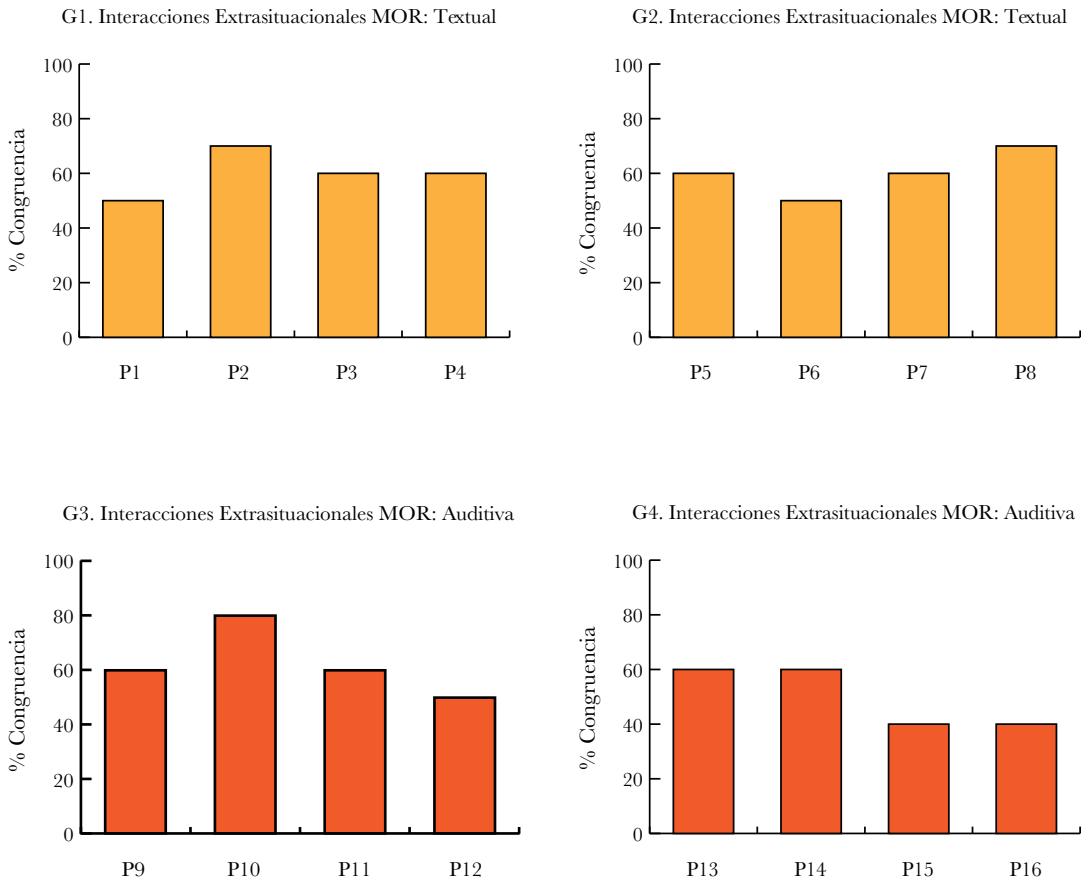 G1. Interacciones Extrasituacionales MOR: Textual
% Congruencia
100
80
60
40
20
0
P1 P2 P3 P4
G2. Interacciones Extrasituacionales MOR: Textual
% Congruencia
100
80
60
40
20
0
P5 P6 P7 P8
G3. Interacciones Extrasituacionales MOR: Auditiva
% Congruencia
100
80
60
40
20
0
P9 P10 P11 P12
G4. Interacciones Extrasituacionales MOR: Auditiva
% Congruencia
100
80
60
40
20
0
P13 P14 P15 P16